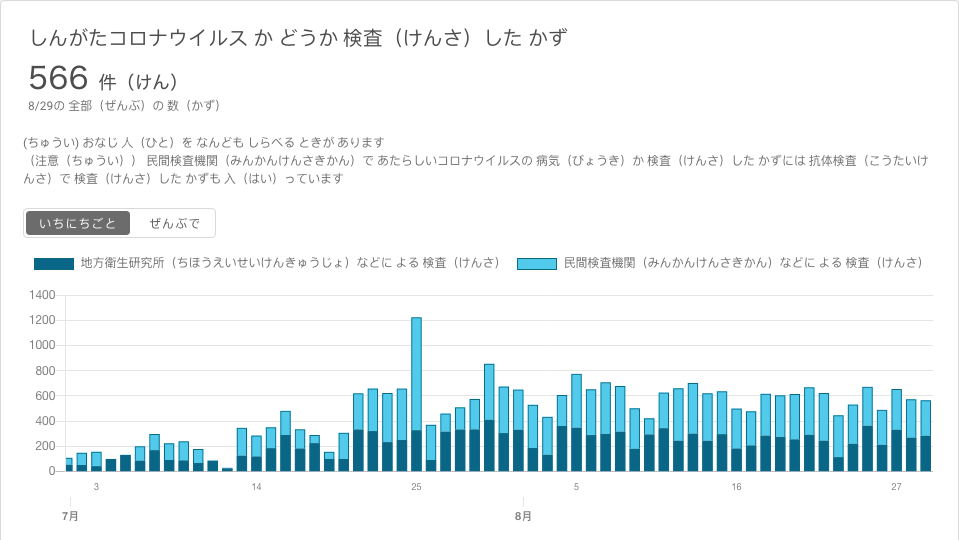 しんがたコロナウイルス か どうか 検査（けんさ）した かず
566 件（けん）
8/29の 全部（ぜんぶ）の 数（かず）
(ちゅうい) おなじ 人（ひと）を なんども しらべる ときが あります
（注意（ちゅうい）） 民間検査機関（みんかんけんさきかん）で あたらしいコロナウイルスの 病気（びょうき）か 検査（けんさ）した かずには 抗体検査（こうたいけ
んさ）で 検査（けんさ）した かずも 入（はい）っています
いちにちごと ぜんぶで
地方衛生研究所（ちほうえいせいけんきゅうじょ）などに よる 検査（けんさ） 民間検査機関（みんかんけんさきかん）などに よる 検査（けんさ）
1400
1200
1000
800
600
400
200
0
3 14 25 5 16 27
7月 8月